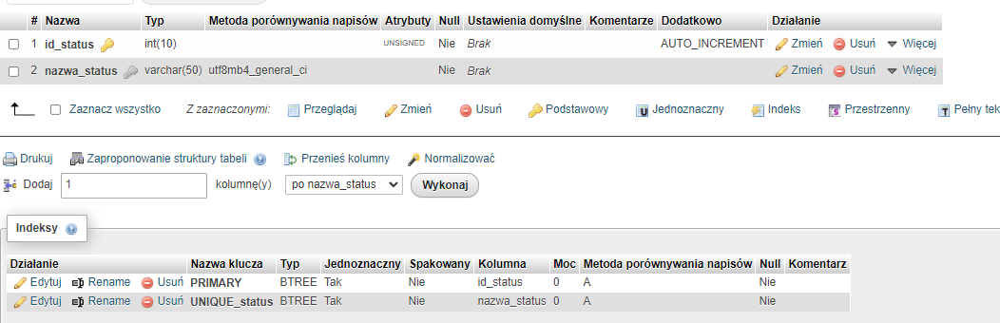 # Nazwa Typ Metoda porównywania napisów Atrybuty Null Ustawienia domyślne Komentarze Dodatkowo Działanie
1 id_status int(10) UNSIGNED Nie Brak AUTO_INCREMENT Zmień Usuń Więcej
2 nazwa_status varchar(50) utf8mb4_general_ci Nie Brak Zmień Usuń Więcej
Zaznacz wszystko Z zaznaczonymi: Przeglądaj Zmień Usuń Podstawowy Jednoznaczny Indeks Przestrzenny Pełny tek
Drukuj Zaproponowanie struktury tabeli Przenieś kolumny Normalizować
Dodaj 1 kolumnę(y) po nazwa_status Wykonaj
Indeksy
Działanie Nazwa klucza Typ Jednoznaczny Spakowany Kolumna Moc Metoda porównywania napisów Null Komentarz
Edytuj Rename Usuń PRIMARY BTREE Tak Nie id_status 0 A Nie
Edytuj Rename Usuń UNIQUE_status BTREE Tak Nie nazwa_status 0 A Nie